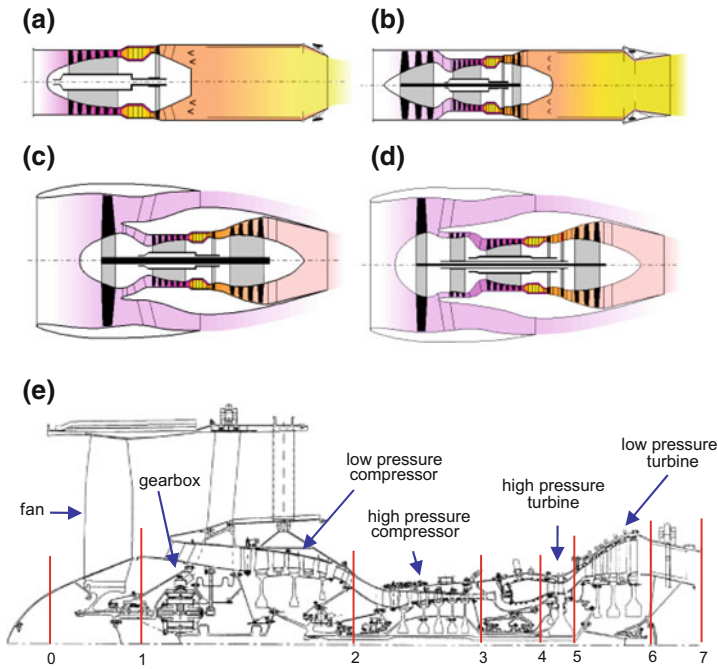 (a)
(b)
(c)
(d)
(e)
fan
gearbox
low pressure
compressor
high pressure
compressor
high pressure
turbine
low pressure
turbine
0
1
2
3
4
5
6
7